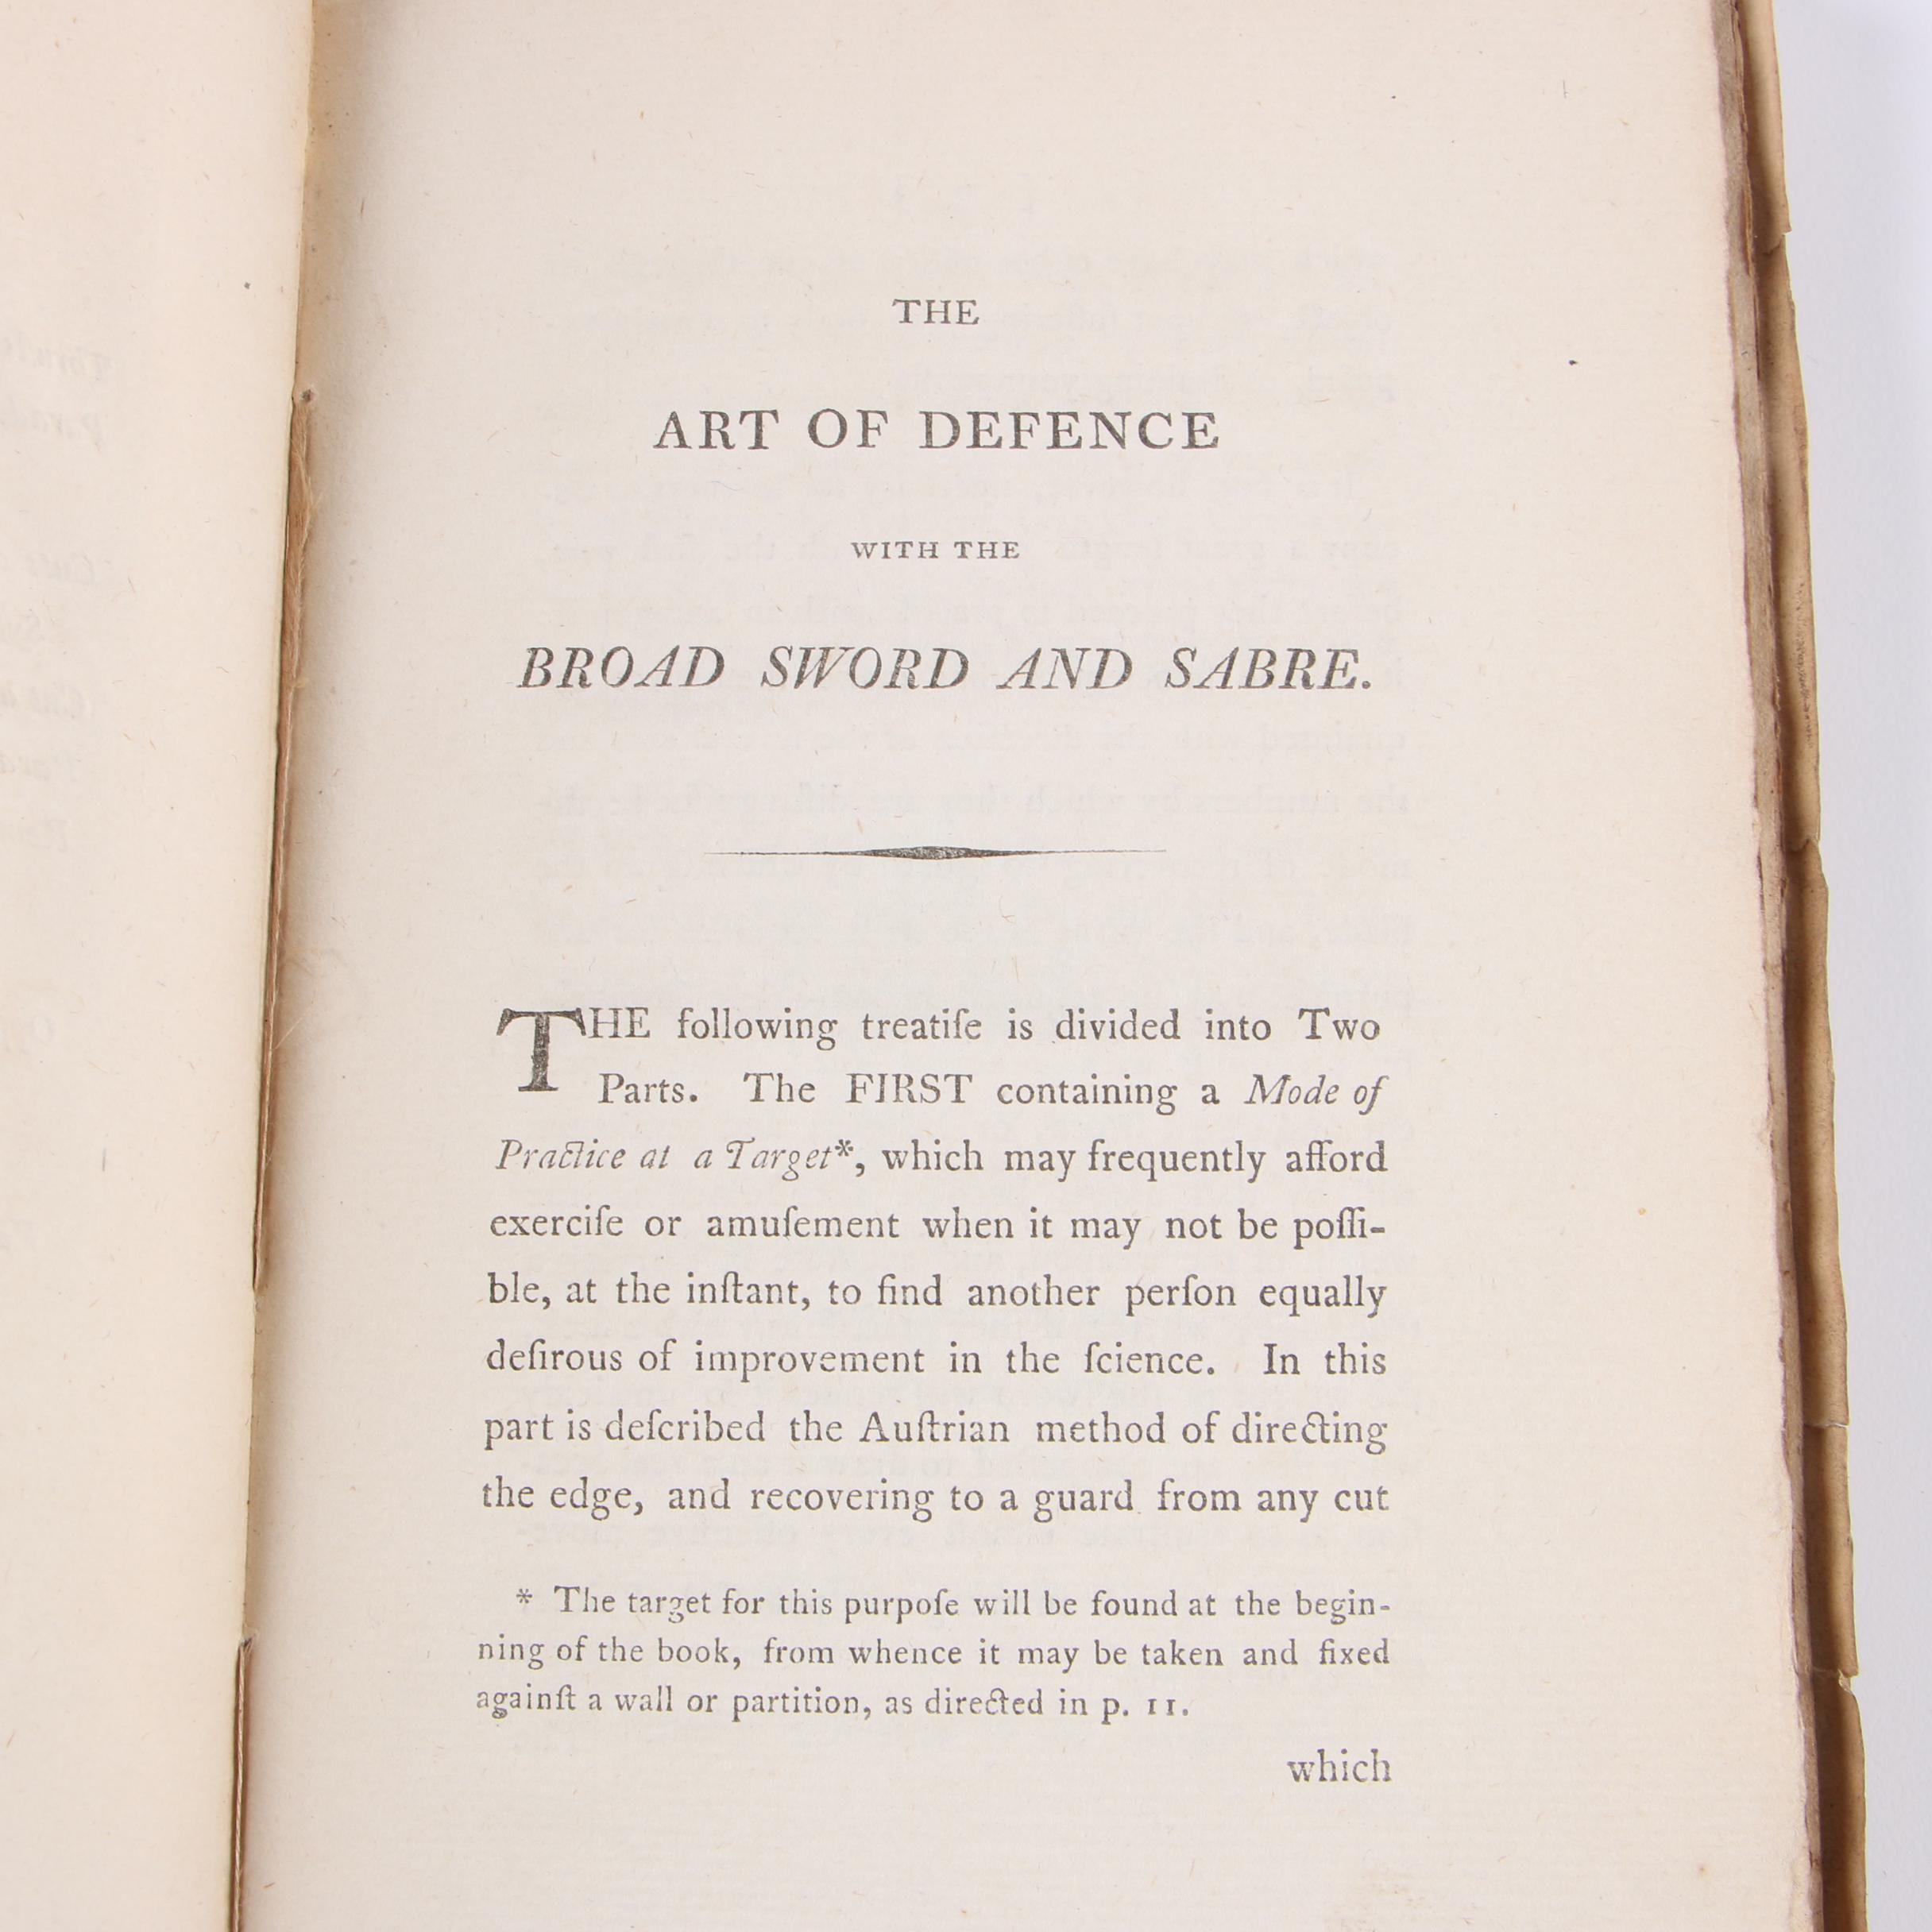 THE
ART OF DEFENCE
WITH THE
BROAD SWORD AND SABRE.
THE following treatiſe is divided into Two
Parts. The FIRST containing a Mode of
Practice at a Target*, which may frequently afford
exerciſe or amuſement when it may not be poſſi-
ble, at the inſtant, to find another perſon equally
deſirous of improvement in the ſcience. In this
part is deſcribed the Auſtrian method of directing
the edge, and recovering to a guard from any cut
* The target for this purpoſe will be found at the begin-
ning of the book, from whence it may be taken and fixed
againſt a wall or partition, as directed in p. 11.
which